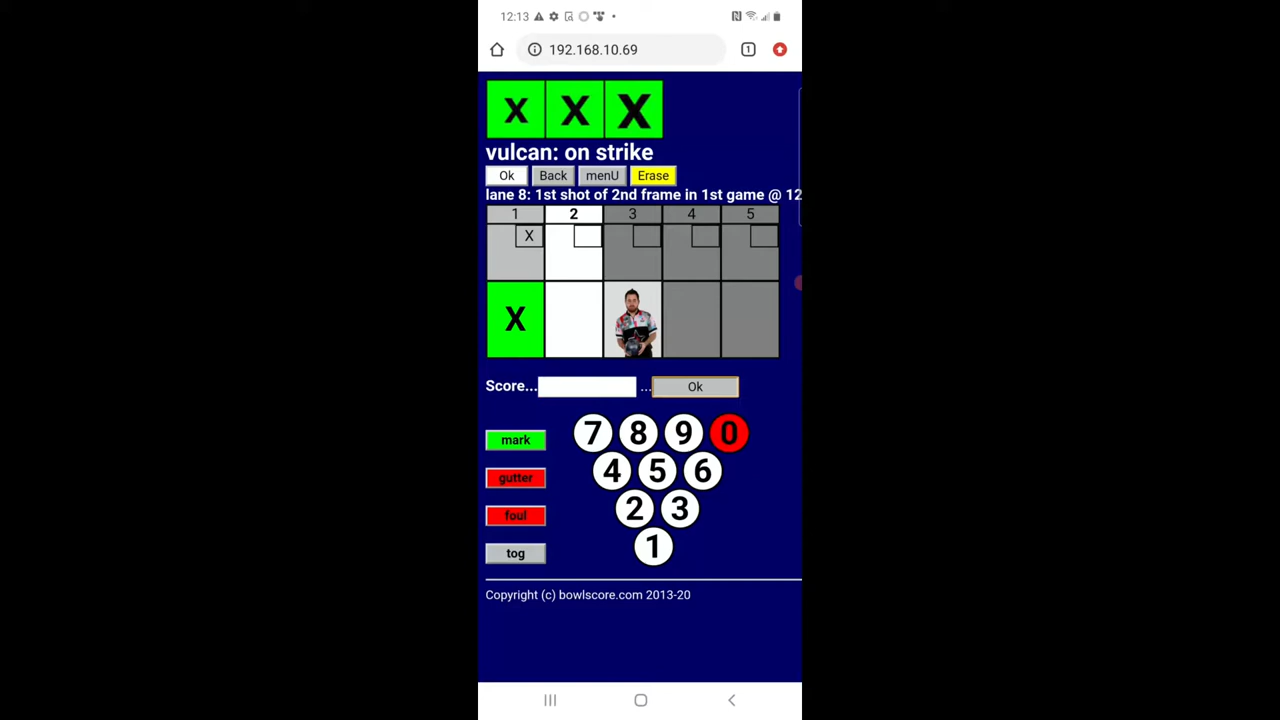 12:13
192.168.10.69 1
X X X
vulcan: on strike
Ok Back menU Erase
lane 8: 1st shot of 2nd frame in 1st game @ 12
1 2 3 4 5
X
X
Score... ... Ok
mark 7 8 9 0
gutter 4 5 6
foul 2 3
tog 1
Copyright (c) bowlscore.com 2013-20